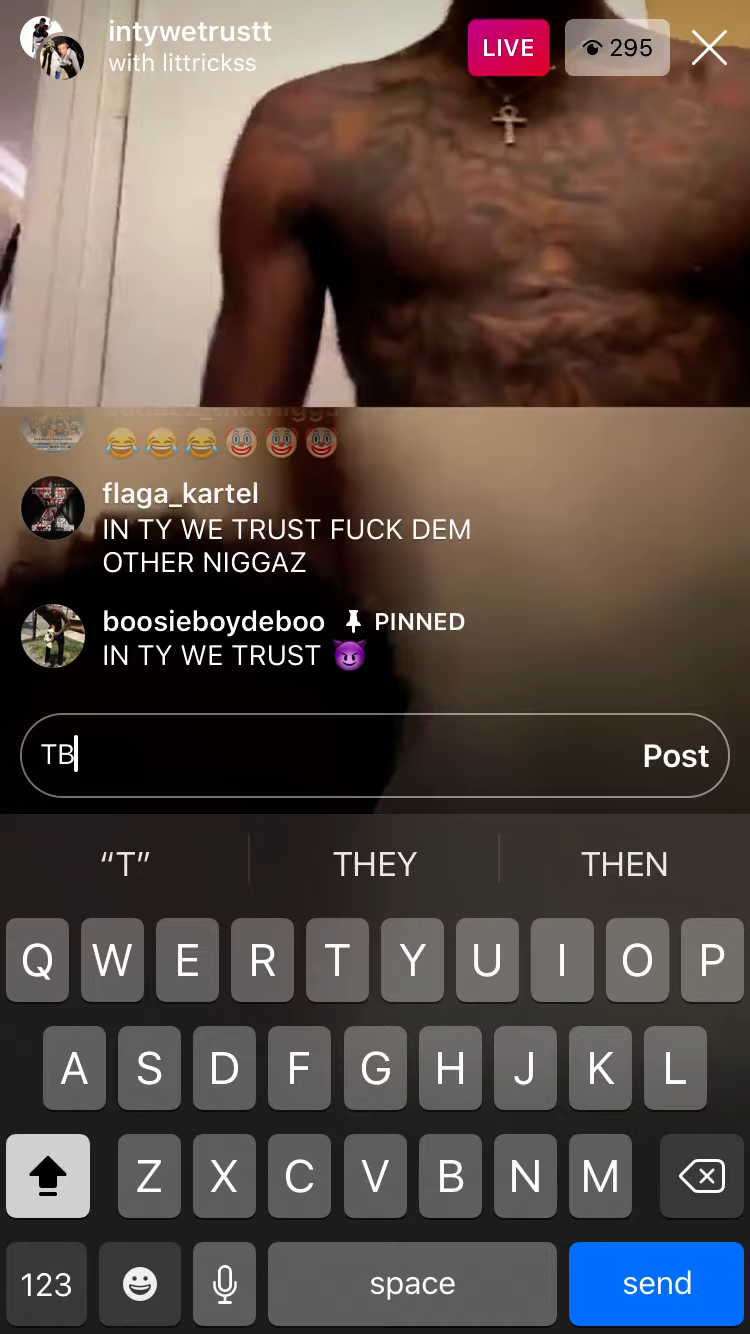 intywetrustt
with littrickss
LIVE
295
😂😂😂🤡🤡🤡
flaga_kartel
IN TY WE TRUST FUCK DEM
OTHER NIGGAZ
boosieboydeboo PINNED
IN TY WE TRUST 😈
TB
Post
“T” THEY THEN
Q W E R T Y U I O P
A S D F G H J K L
Z X C V B N M
123 space send